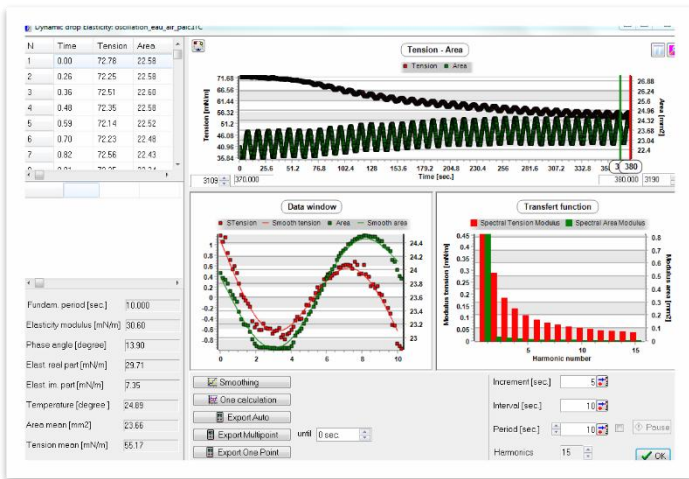 Dynamic drop Elasticity: oscillation_eau_air_parc21C
N Time Tension Area
1 0.00 72.78 22.58
2 0.26 72.25 22.58
3 0.36 72.51 22.60
4 0.48 72.35 22.58
5 0.59 72.14 22.52
6 0.70 72.23 22.48
7 0.82 72.56 22.43
Fundam. period [sec.] 10.000
Elasticity modulus [mN/m] 30.60
Phase angle [degree] 13.90
Elast. real part [mN/m] 29.71
Elast. im. part [mN/m] 7.35
Temperature [degree ] 24.89
Area mean [mm2] 23.66
Tension mean [mN/m] 55.17
Tension - Area
Tension Area
Tension [mN/m]
71.68
66.56
61.44
56.32
51.2
46.08
40.96
35.84
0 25.6 51.2 76.8 102.4 128 153.6 179.2 204.8 230.4 256 281.6 307.2 332.8
380
Time [sec.]
26.88
26.24
25.6
24.96
24.32
23.68
23.04
22.4
Area [mm2]
3109 370.000
380.000 3190
Data window
STension Smooth tension Area Smooth area
1
0.8
0.6
0.4
0.2
0
-0.2
-0.4
-0.6
-0.8
0 2 4 6 8 10
24.4
24.2
24
23.8
23.6
23.4
23.2
23
Transfert function
Spectral Tension Modulus Spectral Area Modulus
Modulus tension [mN/m]
0.45
0.4
0.35
0.3
0.25
0.2
0.15
0.1
0.05
0
5 10 15
Harmonic number
0.8
0.6
0.5
0.4
0.3
0.2
0.1
0
Modulus area [mm2]
Smoothing
One calculation
Export Auto
Export Multipoint until 0 sec.
Export One Point
Increment [sec.] 5
Interval [sec.] 10
Period [sec.] 10 Pause
Harmonics 15 OK